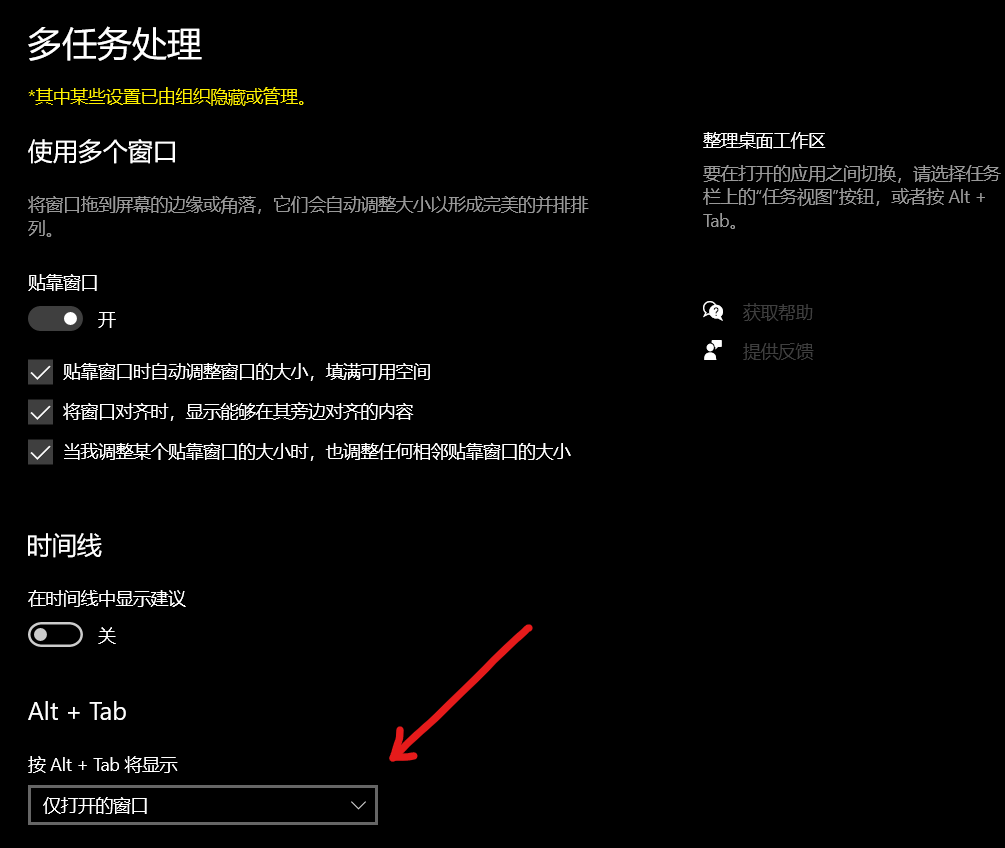 多任务处理
*其中某些设置已由组织隐藏或管理。
使用多个窗口
将窗口拖到屏幕的边缘或角落，它们会自动调整大小以形成完美的并排排
列。
贴靠窗口
开
贴靠窗口时自动调整窗口的大小，填满可用空间
将窗口对齐时，显示能够在其旁边对齐的内容
当我调整某个贴靠窗口的大小时，也调整任何相邻贴靠窗口的大小
时间线
在时间线中显示建议
关
Alt + Tab
按 Alt + Tab 将显示
仅打开的窗口
整理桌面工作区
要在打开的应用之间切换，请选择任务
栏上的“任务视图”按钮，或者按 Alt +
Tab。
获取帮助
提供反馈